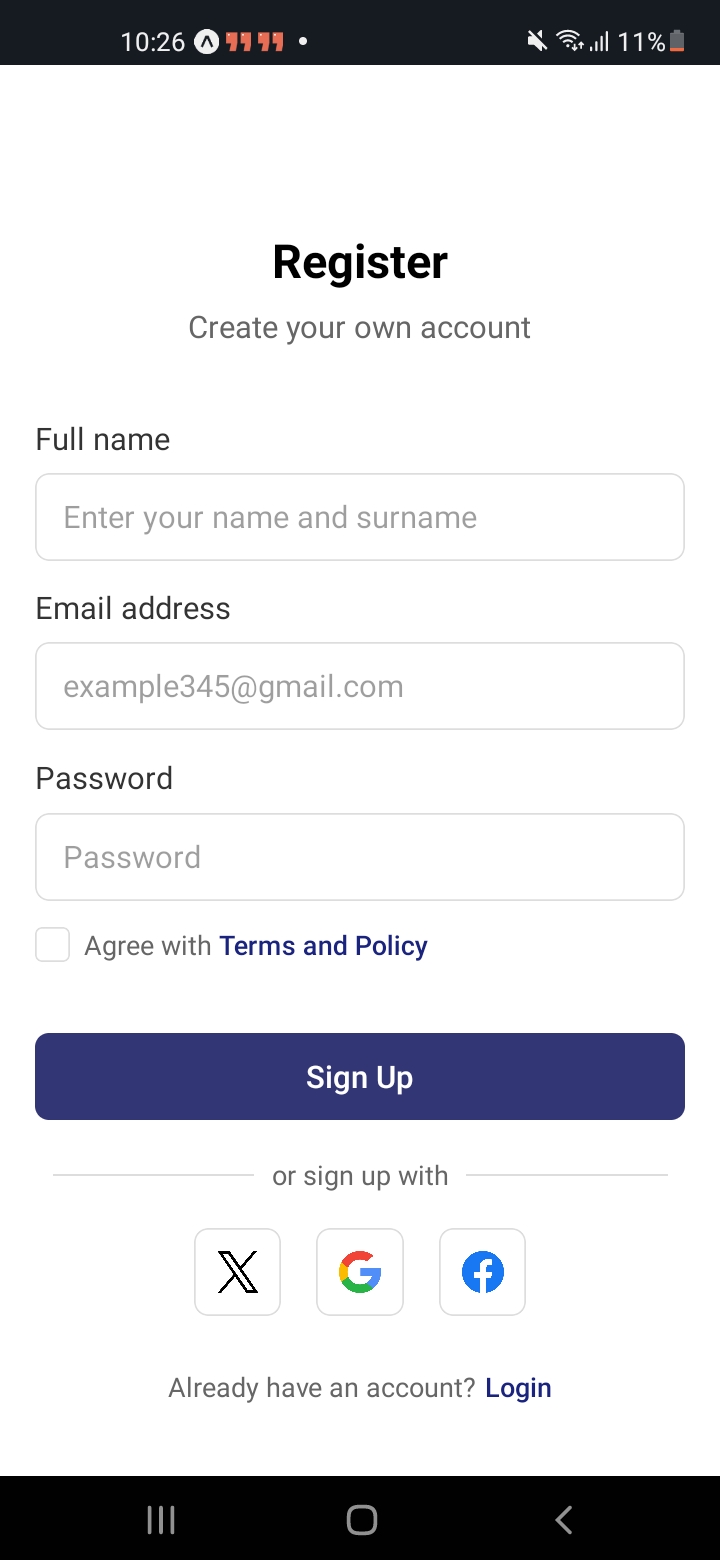 10:26 11%
Register
Create your own account
Full name
Enter your name and surname
Email address
example345@gmail.com
Password
Password
Agree with Terms and Policy
Sign Up
or sign up with
Already have an account? Login